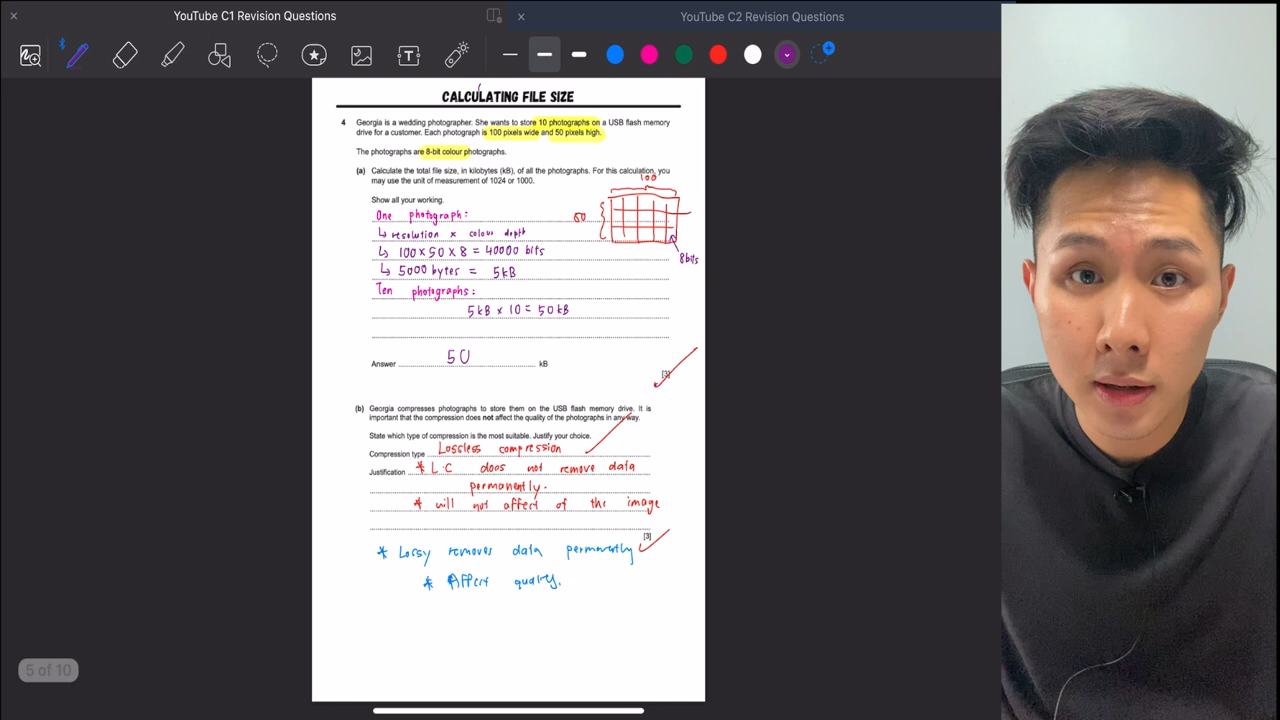 YouTube C1 Revision Questions
YouTube C2 Revision Questions
CALCULATING FILE SIZE
4 Georgia is a wedding photographer. She wants to store 10 photographs on a USB flash memory
drive for a customer. Each photograph is 100 pixels wide and 50 pixels high.
The photographs are 8-bit colour photographs.
(a) Calculate the total file size, in kilobytes (kB), of all the photographs. For this calculation, you
may use the unit of measurement of 1024 or 1000.
100
Show all your working.
One photograph:
50
↳ resolution x colour depth
↳ 100 x 50 x 8 = 40000 bits
8bits
↳ 5000 bytes = 5kB
Ten photographs:
5kB x 10 = 50kB
Answer 50 kB
[3]
(b) Georgia compresses photographs to store them on the USB flash memory drive. It is
important that the compression does not affect the quality of the photographs in any way.
State which type of compression is the most suitable. Justify your choice.
Compression type Lossless compression
Justification * L.C does not remove data
permanently.
* will not affect of the image
[3]
* Lossy removes data permanently
* Affect quality.
5 of 10